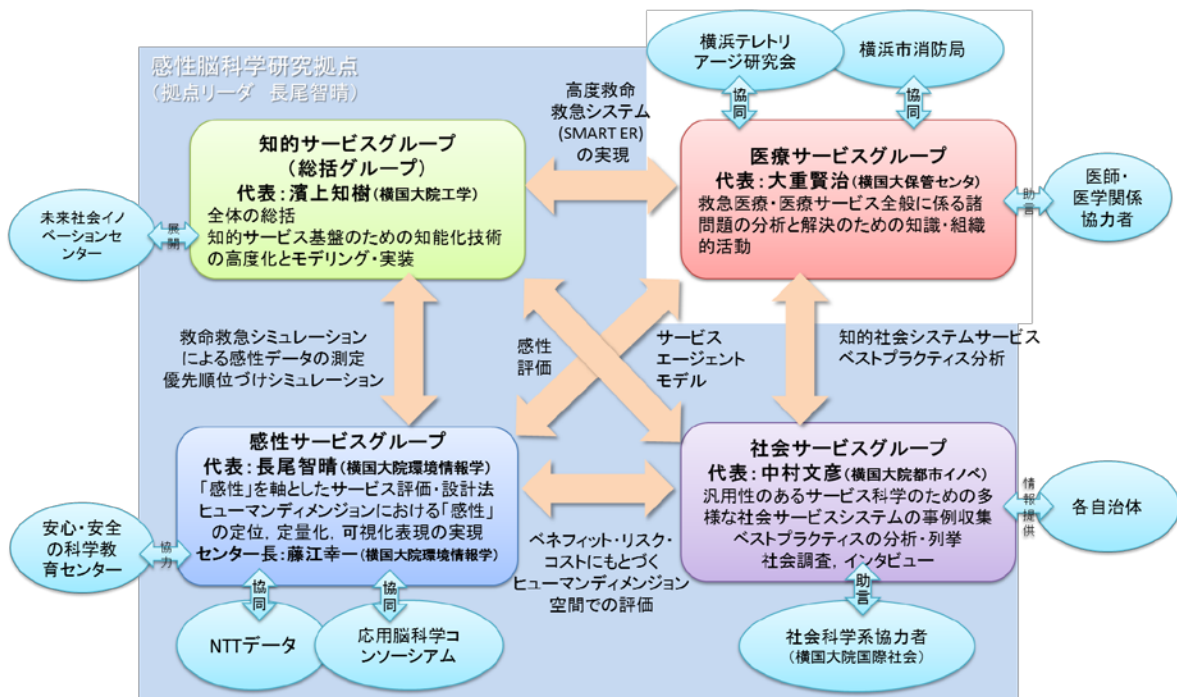 感性脳科学研究拠点
(拠点リーダ 長尾智晴)
横浜テレトリ
アージ研究会
横浜市消防局
協同
協同
高度救命
救急システム
(SMART ER)
の実現
知的サービスグループ
(総括グループ)
代表:濱上知樹(横国大院工学)
全体の総括
知的サービス基盤のための知能化技術
の高度化とモデリング・実装
医療サービスグループ
代表:大重賢治(横国大保管センタ)
救急医療・医療サービス全般に係る諸
問題の分析と解決のための知識・組織
的活動
未来社会イノ
ベーションセ
ンター
展開
助言
医師・
医学関係
協力者
救命救急シミュレーション
による感性データの測定
優先順位づけシミュレーション
感性
評価
サービス
エージェント
モデル
知的社会システムサービス
ベストプラクティス分析
感性サービスグループ
代表:長尾智晴(横国大院環境情報学)
「感性」を軸としたサービス評価・設計法
ヒューマンディメンションにおける「感性」
の定位，定量化，可視化表現の実現
センター長:藤江幸一(横国大院環境情報学)
社会サービスグループ
代表:中村文彦(横国大院都市イノベ)
汎用性のあるサービス科学のための多
様な社会サービスシステムの事例収集
ベストプラクティスの分析・列挙
社会調査，インタビュー
安心・安全
の科学教
育センター
協力
情報提供
各自治体
ベネフィット・リスク・
コストにもとづく
ヒューマンディメンジョン
空間での評価
協同
協同
助言
NTTデータ
応用脳科学コ
ンソーシアム
社会科学系協力者
(横国大院国際社会)